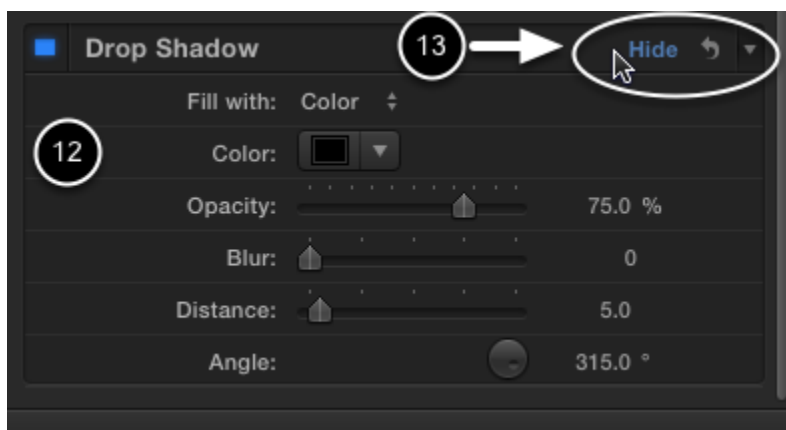 Drop Shadow 13 Hide
Fill with: Color
12
Color:
Opacity: 75.0 %
Blur: 0
Distance: 5.0
Angle: 315.0 °